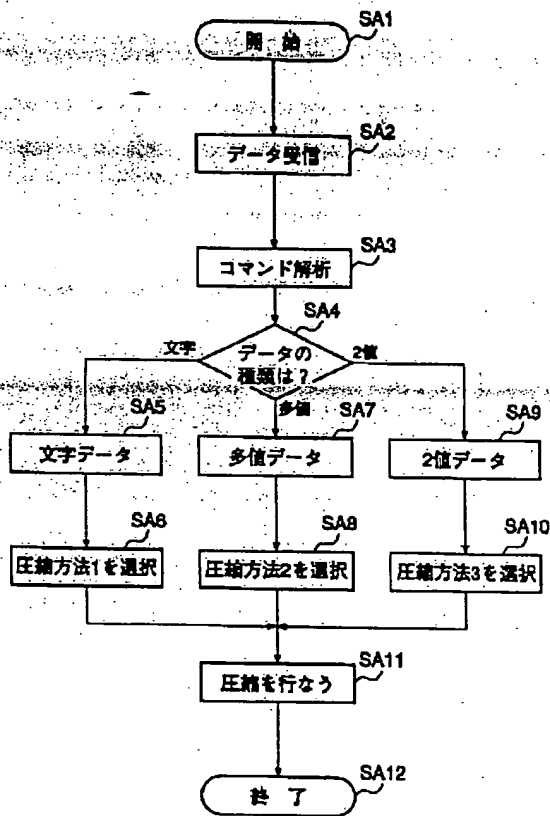 SA1
開 始
SA2
データ受信
SA3
コマンド解析
SA4
データの
種類は?
文字
2値
多値
SA5
文字データ
SA7
多値データ
SA9
2値データ
SA6
圧縮方法1を選択
SA8
圧縮方法2を選択
SA10
圧縮方法3を選択
SA11
圧縮を行なう
SA12
終 了